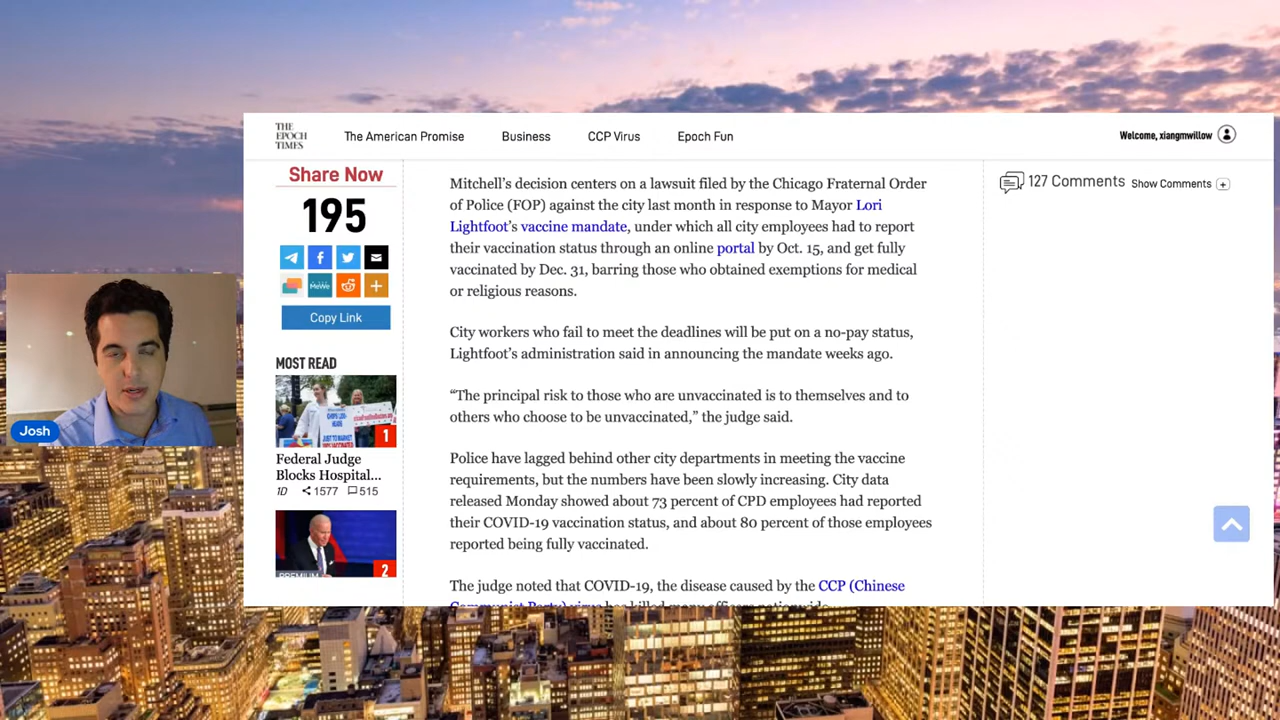 THE
EPOCH
TIMES
The American Promise
Business
CCP Virus
Epoch Fun
Welcome, xiangmwillow
Share Now
195
MeWe
Copy Link
MOST READ
1
Federal Judge
Blocks Hospital...
1D 1577 515
PREMIUM
2
Mitchell’s decision centers on a lawsuit filed by the Chicago Fraternal Order
of Police (FOP) against the city last month in response to Mayor Lori
Lightfoot’s vaccine mandate, under which all city employees had to report
their vaccination status through an online portal by Oct. 15, and get fully
vaccinated by Dec. 31, barring those who obtained exemptions for medical
or religious reasons.
City workers who fail to meet the deadlines will be put on a no-pay status,
Lightfoot’s administration said in announcing the mandate weeks ago.
“The principal risk to those who are unvaccinated is to themselves and to
others who choose to be unvaccinated,” the judge said.
Police have lagged behind other city departments in meeting the vaccine
requirements, but the numbers have been slowly increasing. City data
released Monday showed about 73 percent of CPD employees had reported
their COVID-19 vaccination status, and about 80 percent of those employees
reported being fully vaccinated.
The judge noted that COVID-19, the disease caused by the CCP (Chinese
Communist Party) virus has killed many officers nationwide
127 Comments Show Comments +
Josh